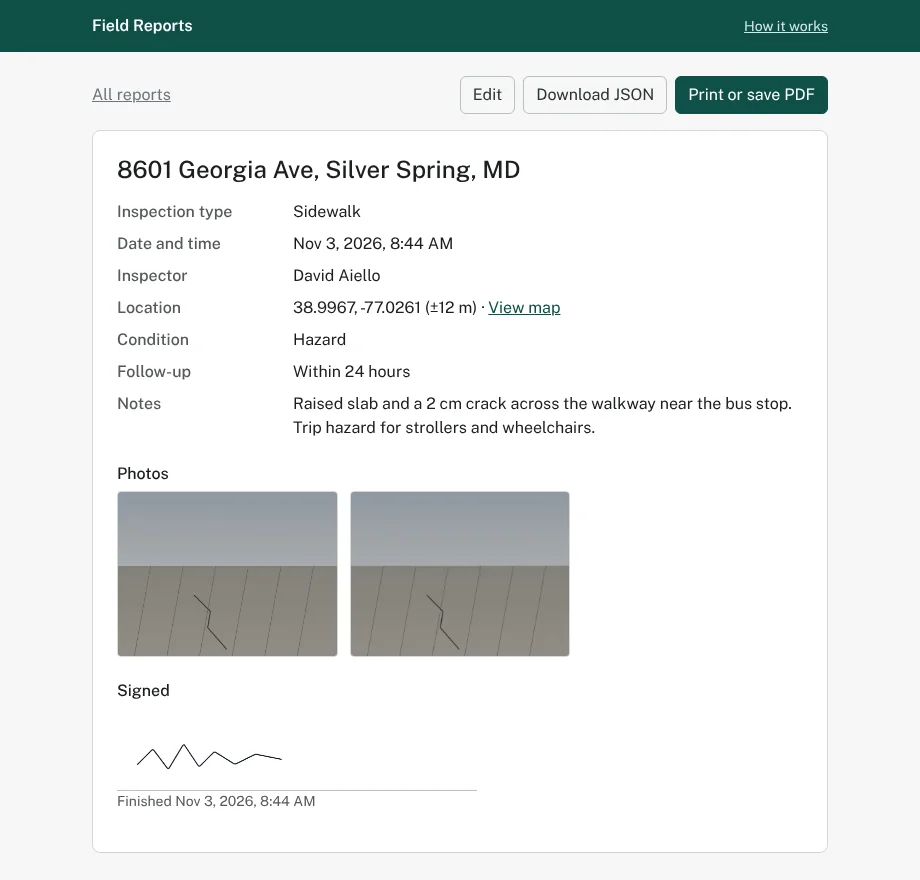 Field Reports
How it works
All reports
Edit
Download JSON
Print or save PDF
8601 Georgia Ave, Silver Spring, MD
Inspection type
Sidewalk
Date and time
Nov 3, 2026, 8:44 AM
Inspector
David Aiello
Location
38.9967, -77.0261 (±12 m) · View map
Condition
Hazard
Follow-up
Within 24 hours
Notes
Raised slab and a 2 cm crack across the walkway near the bus stop.
Trip hazard for strollers and wheelchairs.
Photos
Signed
Finished Nov 3, 2026, 8:44 AM